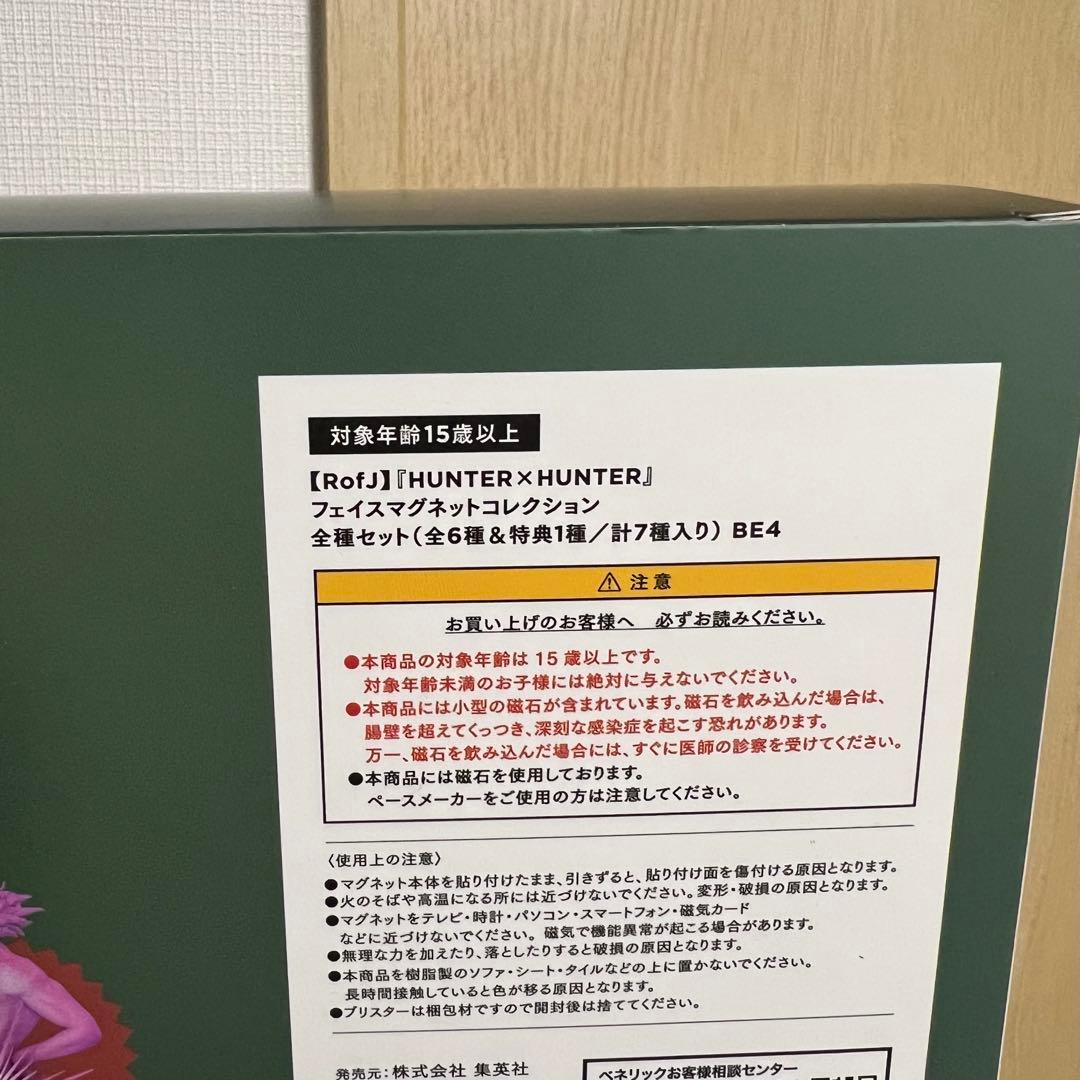 対象年齢15歳以上
【RofJ】『HUNTER×HUNTER』
フェイスマグネットコレクション
全種セット（全6種＆特典1種／計7種入り）BE4
⚠ 注意
お買い上げのお客様へ　必ずお読みください。
●本商品の対象年齢は 15 歳以上です。
対象年齢未満のお子様には絶対に与えないでください。
●本商品には小型の磁石が含まれています。磁石を飲み込んだ場合は、
腸壁を超えてくっつき、深刻な感染症を起こす恐れがあります。
万一、磁石を飲み込んだ場合には、すぐに医師の診察を受けてください。
●本商品には磁石を使用しております。
ペースメーカーをご使用の方は注意してください。
〈使用上の注意〉
●マグネット本体を貼り付けたまま、引きずると、貼り付け面を傷付ける原因となります。
●火のそばや高温になる所には近づけないでください。変形・破損の原因となります。
●マグネットをテレビ・時計・パソコン・スマートフォン・磁気カード
などに近づけないでください。磁気で機能異常が起こる場合があります。
●無理な力を加えたり、落としたりすると破損の原因となります。
●本商品を樹脂製のソファ・シート・タイルなどの上に置かないでください。
長時間接触していると色が移る原因となります。
●ブリスターは梱包材ですので開封後は捨ててください。
発売元：株式会社 集英社
ベネリックお客様相談センター